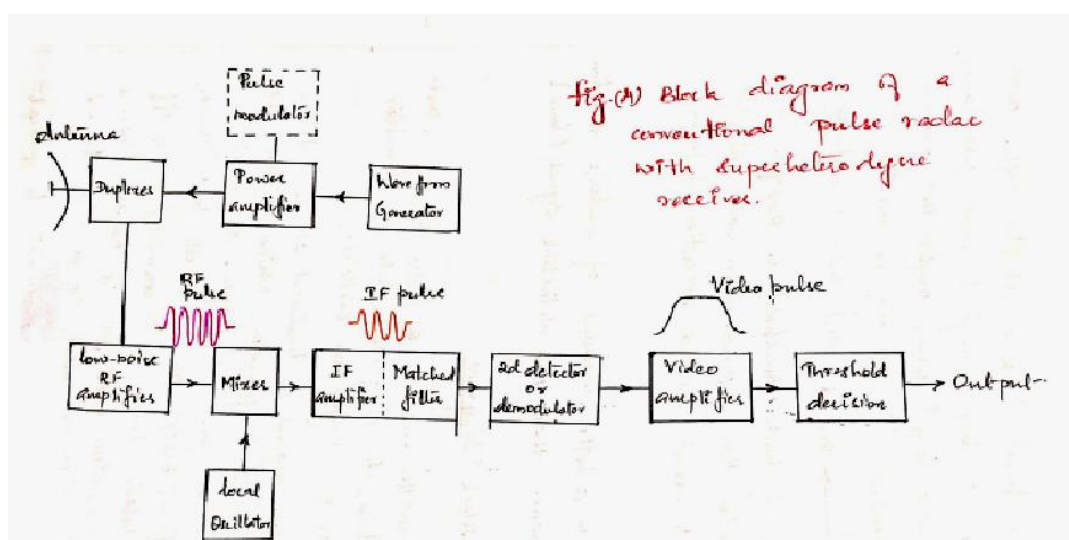 Pulse
modulator
fig.(A) Block diagram of a
conventional pulse radar
with superheterodyne
receiver.
Antenna
Duplexer
Power
amplifier
Waveform
Generator
RF
pulse
IF pulse
Video pulse
low-noise
RF
amplifier
Mixer
IF
amplifier
Matched
filter
2d detector
or
demodulator
Video
amplifier
Threshold
decision
Output
local
Oscillator